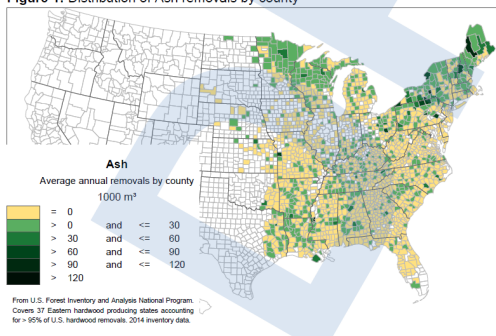 Figure 1: Distribution of Ash removals by county
Ash
Average annual removals by county
1000 m³
= 0
> 0 and <= 30
> 30 and <= 60
> 60 and <= 90
> 90 and <= 120
> 120
From U.S. Forest Inventory and Analysis National Program.
Covers 37 Eastern hardwood producing states accounting
for > 95% of U.S. hardwood removals. 2014 inventory data.